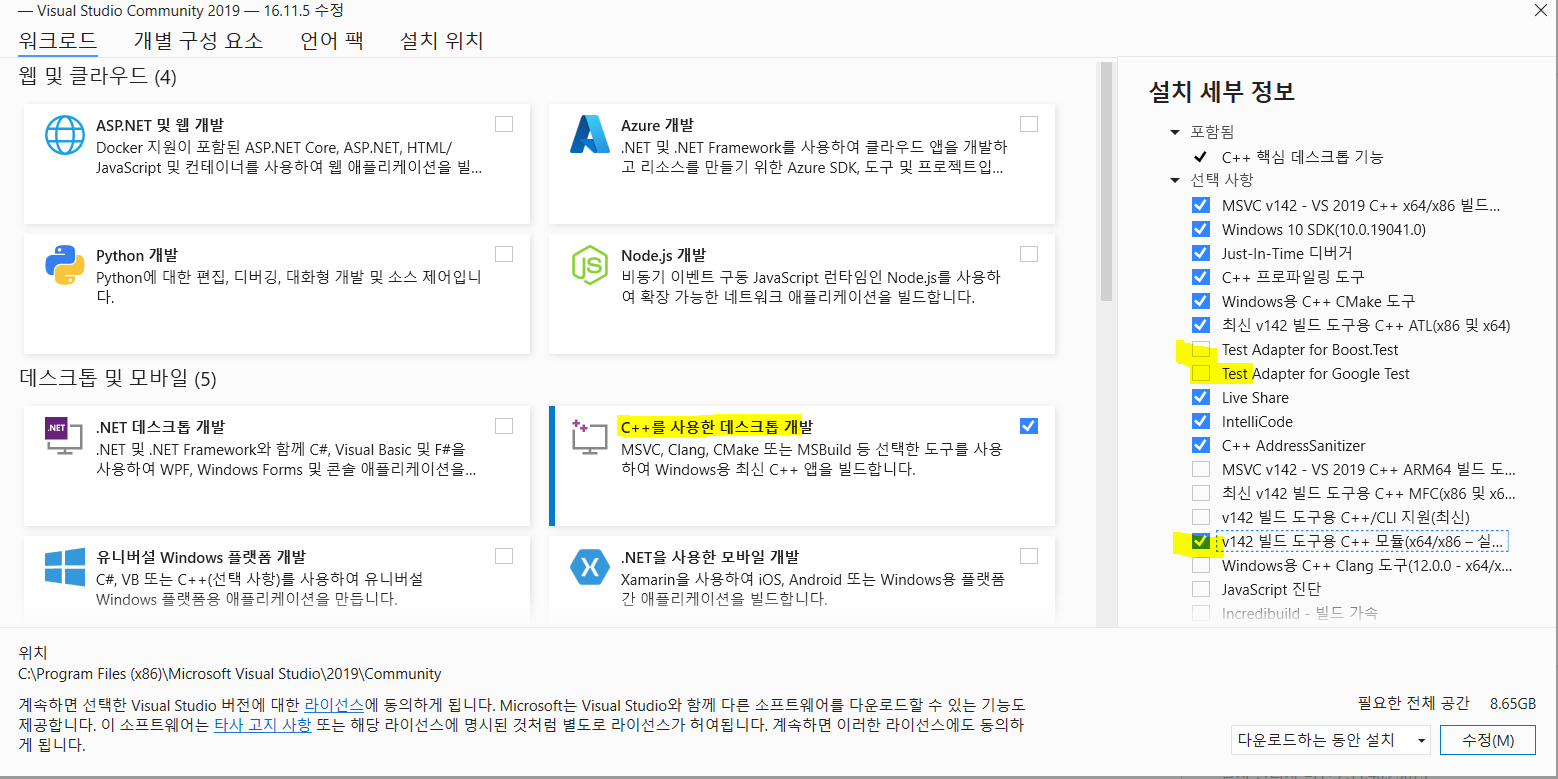 — Visual Studio Community 2019 — 16.11.5 수정
워크로드 개별 구성 요소 언어 팩 설치 위치
웹 및 클라우드 (4)
ASP.NET 및 웹 개발
Docker 지원이 포함된 ASP.NET Core, ASP.NET, HTML/
JavaScript 및 컨테이너를 사용하여 웹 애플리케이션을 빌...
Azure 개발
.NET 및 .NET Framework를 사용하여 클라우드 앱을 개발하
고 리소스를 만들기 위한 Azure SDK, 도구 및 프로젝트입...
Python 개발
Python에 대한 편집, 디버깅, 대화형 개발 및 소스 제어입니
다.
Node.js 개발
비동기 이벤트 구동 JavaScript 런타임인 Node.js를 사용하
여 확장 가능한 네트워크 애플리케이션을 빌드합니다.
데스크톱 및 모바일 (5)
.NET
.NET 데스크톱 개발
.NET 및 .NET Framework와 함께 C#, Visual Basic 및 F#을
사용하여 WPF, Windows Forms 및 콘솔 애플리케이션을...
C++를 사용한 데스크톱 개발
MSVC, Clang, CMake 또는 MSBuild 등 선택한 도구를 사용
하여 Windows용 최신 C++ 앱을 빌드합니다.
유니버설 Windows 플랫폼 개발
C#, VB 또는 C++(선택 사항)를 사용하여 유니버설
Windows 플랫폼용 애플리케이션을 만듭니다.
.NET을 사용한 모바일 개발
Xamarin을 사용하여 iOS, Android 또는 Windows용 플랫폼
간 애플리케이션을 빌드합니다.
설치 세부 정보
포함됨
C++ 핵심 데스크톱 기능
선택 사항
MSVC v142 - VS 2019 C++ x64/x86 빌드...
Windows 10 SDK(10.0.19041.0)
Just-In-Time 디버거
C++ 프로파일링 도구
Windows용 C++ CMake 도구
최신 v142 빌드 도구용 C++ ATL(x86 및 x64)
Test Adapter for Boost.Test
Test Adapter for Google Test
Live Share
IntelliCode
C++ AddressSanitizer
MSVC v142 - VS 2019 C++ ARM64 빌드 도...
최신 v142 빌드 도구용 C++ MFC(x86 및 x6...
v142 빌드 도구용 C++/CLI 지원(최신)
v142 빌드 도구용 C++ 모듈(x64/x86 – 실...
Windows용 C++ Clang 도구(12.0.0 - x64/x...
JavaScript 진단
Incredibuild - 빌드 가속
위치
C:\Program Files (x86)\Microsoft Visual Studio\2019\Community
계속하면 선택한 Visual Studio 버전에 대한 라이선스에 동의하게 됩니다. Microsoft는 Visual Studio와 함께 다른 소프트웨어를 다운로드할 수 있는 기능도
제공합니다. 이 소프트웨어는 타사 고지 사항 또는 해당 라이선스에 명시된 것처럼 별도로 라이선스가 허여됩니다. 계속하면 이러한 라이선스에도 동의하
게 됩니다.
필요한 전체 공간 8.65GB
다운로드하는 동안 설치 수정(M)